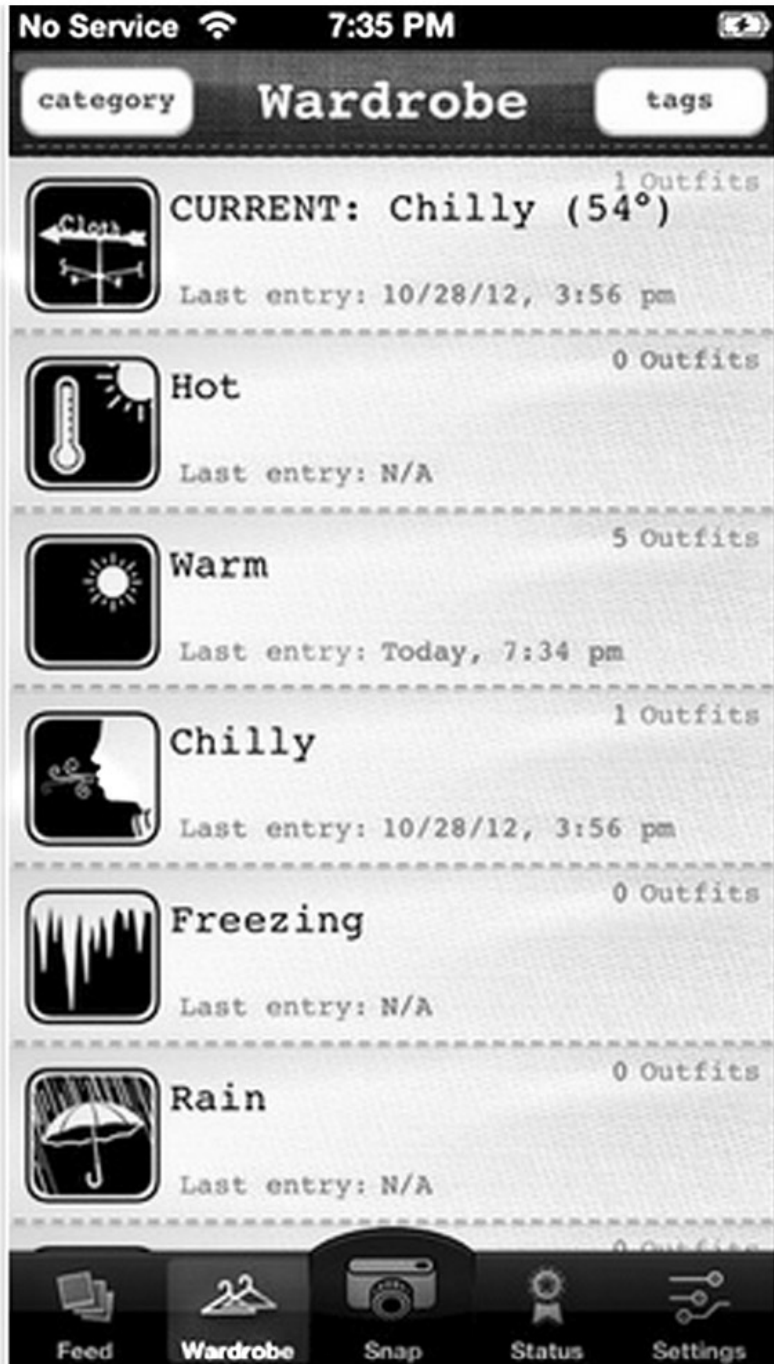 No Service 7:35 PM
category Wardrobe tags
1 Outfits
CURRENT: Chilly (54°)
Cloth
Last entry: 10/28/12, 3:56 pm
0 Outfits
Hot
Last entry: N/A
5 Outfits
Warm
Last entry: Today, 7:34 pm
1 Outfits
Chilly
Last entry: 10/28/12, 3:56 pm
0 Outfits
Freezing
Last entry: N/A
0 Outfits
Rain
Last entry: N/A
0 Outfits
Feed Wardrobe Snap Status Settings